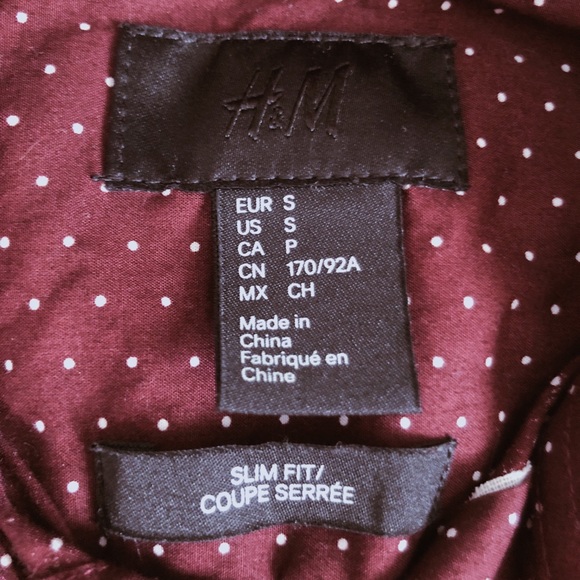 H&M
EUR S
US S
CA P
CN 170/92A
MX CH
Made in
China
Fabriqué en
Chine
SLIM FIT/
COUPE SERRÉE